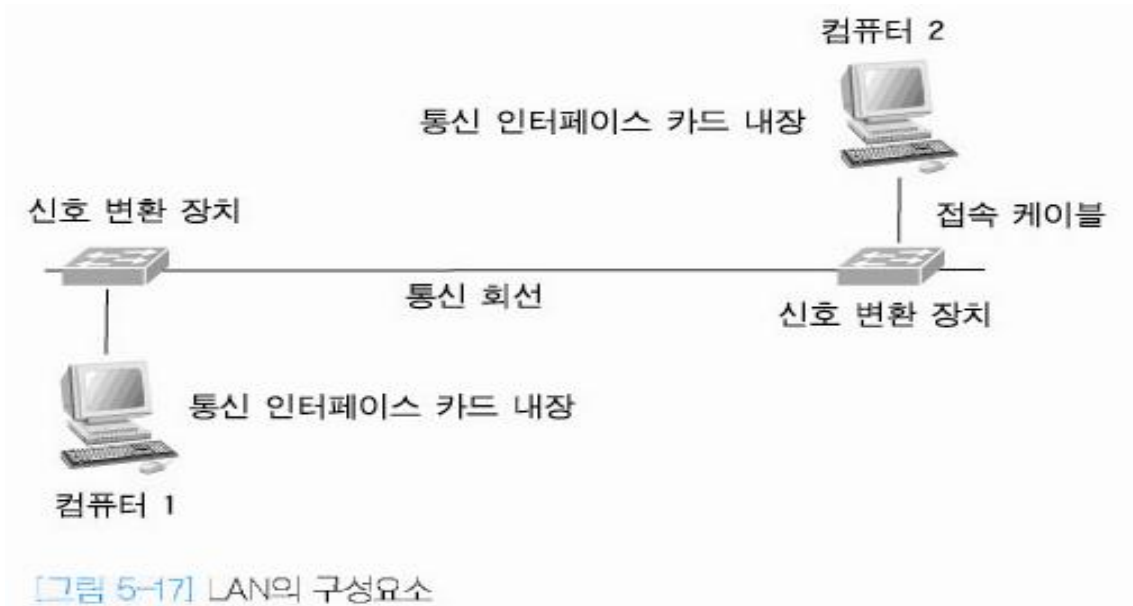 컴퓨터 2
통신 인터페이스 카드 내장
신호 변환 장치
접속 케이블
통신 회선
신호 변환 장치
통신 인터페이스 카드 내장
컴퓨터 1
[그림 5-17] LAN의 구성요소